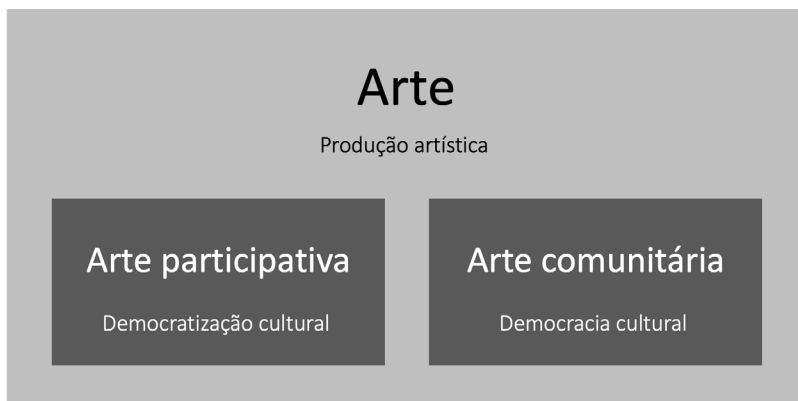 Arte
Produção artística
Arte participativa
Democratização cultural
Arte comunitária
Democracia cultural